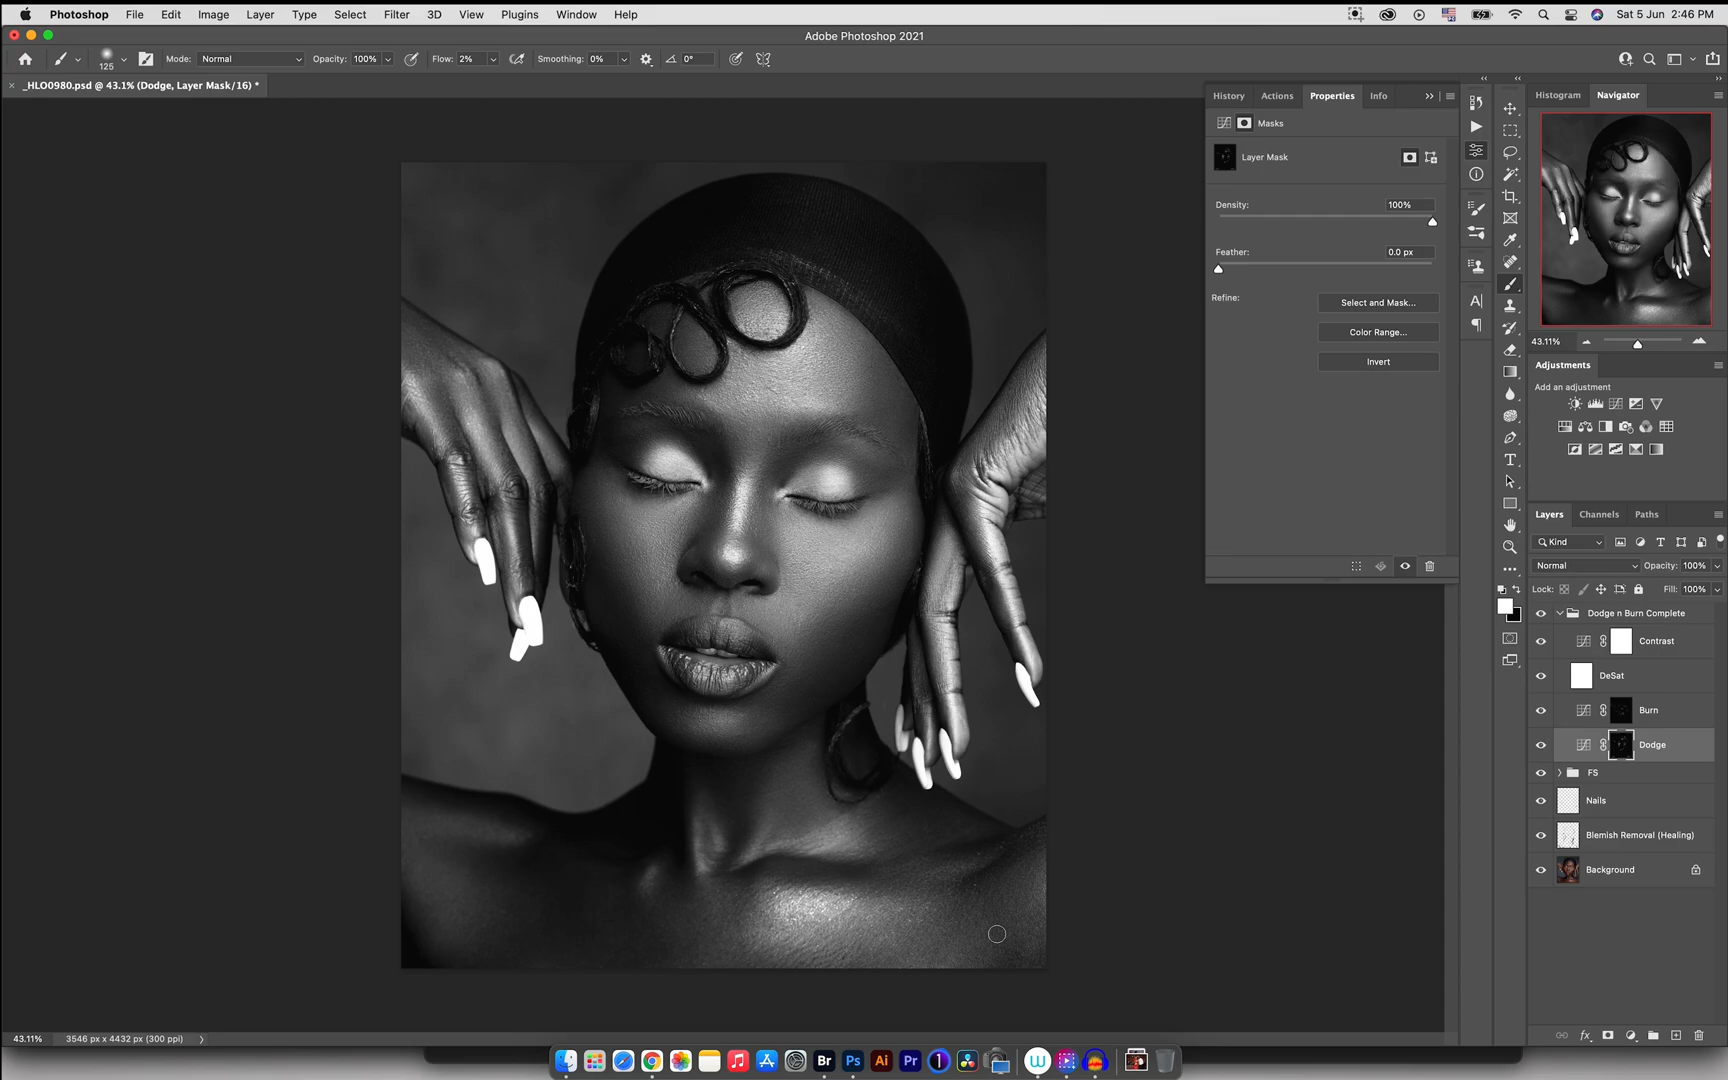 Photoshop File Edit Image Layer Type Select Filter 3D View Plugins Window Help Sat 5 Jun 2:46 PM
Adobe Photoshop 2021
125 Mode: Normal Opacity: 100% Flow: 2% Smoothing: 0% 0°
_HLO0980.psd @ 43.1% (Dodge, Layer Mask/16) *
History Actions Properties Info
Masks
Layer Mask
Density: 100%
Feather: 0.0 px
Refine:
Select and Mask...
Color Range...
Invert
Histogram Navigator
43.11%
Adjustments
Add an adjustment
Layers Channels Paths
Kind
Normal Opacity: 100%
Lock: Fill: 100%
Dodge n Burn Complete
Contrast
DeSat
Burn
Dodge
FS
Nails
Blemish Removal (Healing)
Background
43.11% 3546 px x 4432 px (300 ppi)
Br Ps Ai Pr